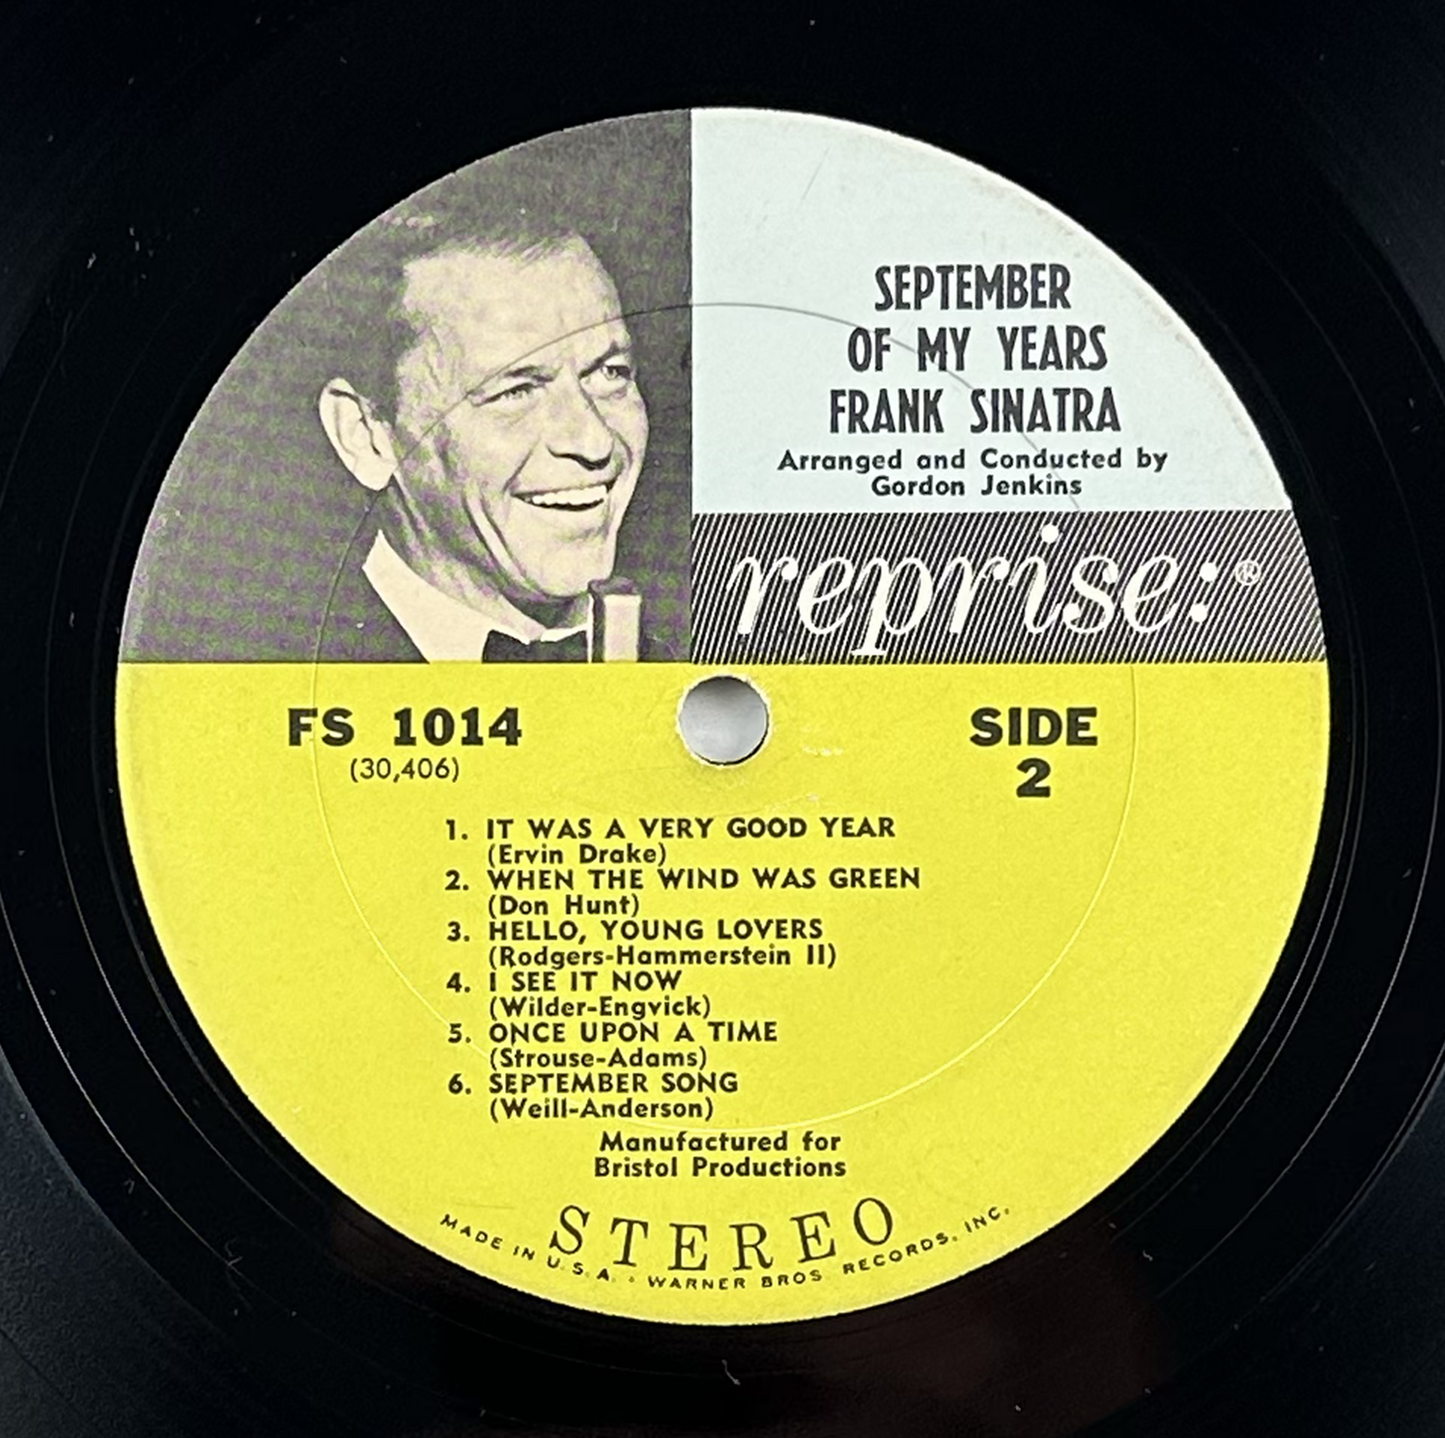 SEPTEMBER
OF MY YEARS
FRANK SINATRA
Arranged and Conducted by
Gordon Jenkins
reprise:®
FS 1014
(30,406)
SIDE
2
1. IT WAS A VERY GOOD YEAR
(Ervin Drake)
2. WHEN THE WIND WAS GREEN
(Don Hunt)
3. HELLO, YOUNG LOVERS
(Rodgers-Hammerstein II)
4. I SEE IT NOW
(Wilder-Engvick)
5. ONCE UPON A TIME
(Strouse-Adams)
6. SEPTEMBER SONG
(Weill-Anderson)
Manufactured for
Bristol Productions
STEREO
MADE IN U.S.A. • WARNER BROS RECORDS, INC.